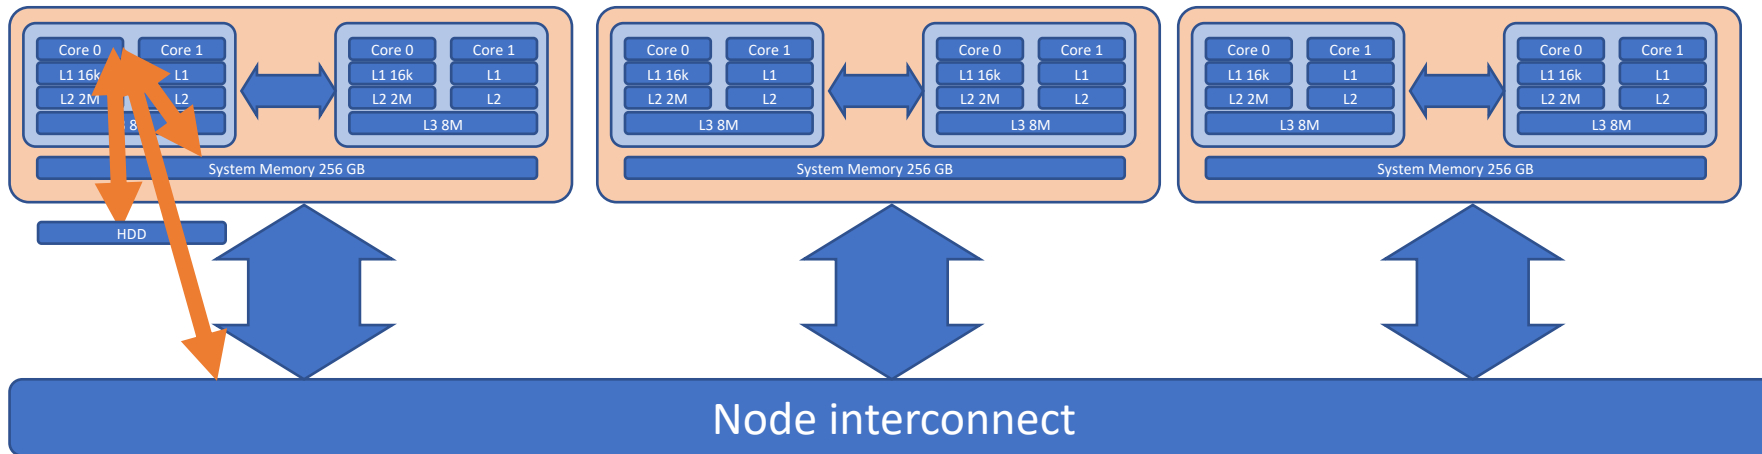 Core 0 Core 1
L1 16k L1
L2 2M L2
L3 8M
Core 0 Core 1
L1 16k L1
L2 2M L2
L3 8M
System Memory 256 GB
HDD
Core 0 Core 1
L1 16k L1
L2 2M L2
L3 8M
Core 0 Core 1
L1 16k L1
L2 2M L2
L3 8M
System Memory 256 GB
Core 0 Core 1
L1 16k L1
L2 2M L2
L3 8M
Core 0 Core 1
L1 16k L1
L2 2M L2
L3 8M
System Memory 256 GB
Node interconnect